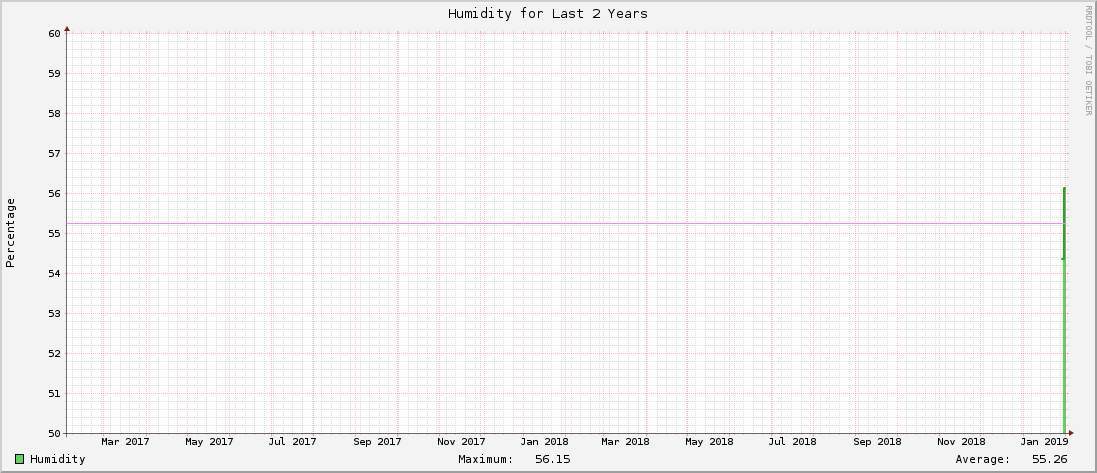 Humidity for Last 2 Years
RRDTOOL / TOBI OETIKER
Percentage
60
59
58
57
56
55
54
53
52
51
50
Mar 2017 May 2017 Jul 2017 Sep 2017 Nov 2017 Jan 2018 Mar 2018 May 2018 Jul 2018 Sep 2018 Nov 2018 Jan 2019
Humidity Maximum: 56.15 Average: 55.26